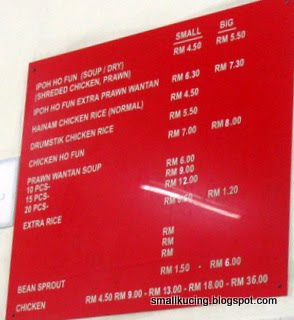 SMALL BIG
IPOH HO FUN (SOUP / DRY) RM 4.50 RM 5.50
(SHREDED CHICKEN, PRAWN)
IPOH HO FUN EXTRA PRAWN WANTAN RM 6.30 RM 7.30
HAINAM CHICKEN RICE (NORMAL) RM 4.50
DRUMSTIK CHICKEN RICE RM 5.50
CHICKEN HO FUN RM 7.00 RM 8.00
PRAWN WANTAN SOUP
10 PCS- RM 6.00
15 PCS- RM 9.00
20 PCS- RM 12.00
EXTRA RICE RM RM 1.20
RM
RM
RM
BEAN SPROUT RM 1.50 - RM 6.00
CHICKEN RM 4.50 RM 9.00 - RM 13.00 - RM 18.00 - RM 36.00
smallkucing.blogspot.com